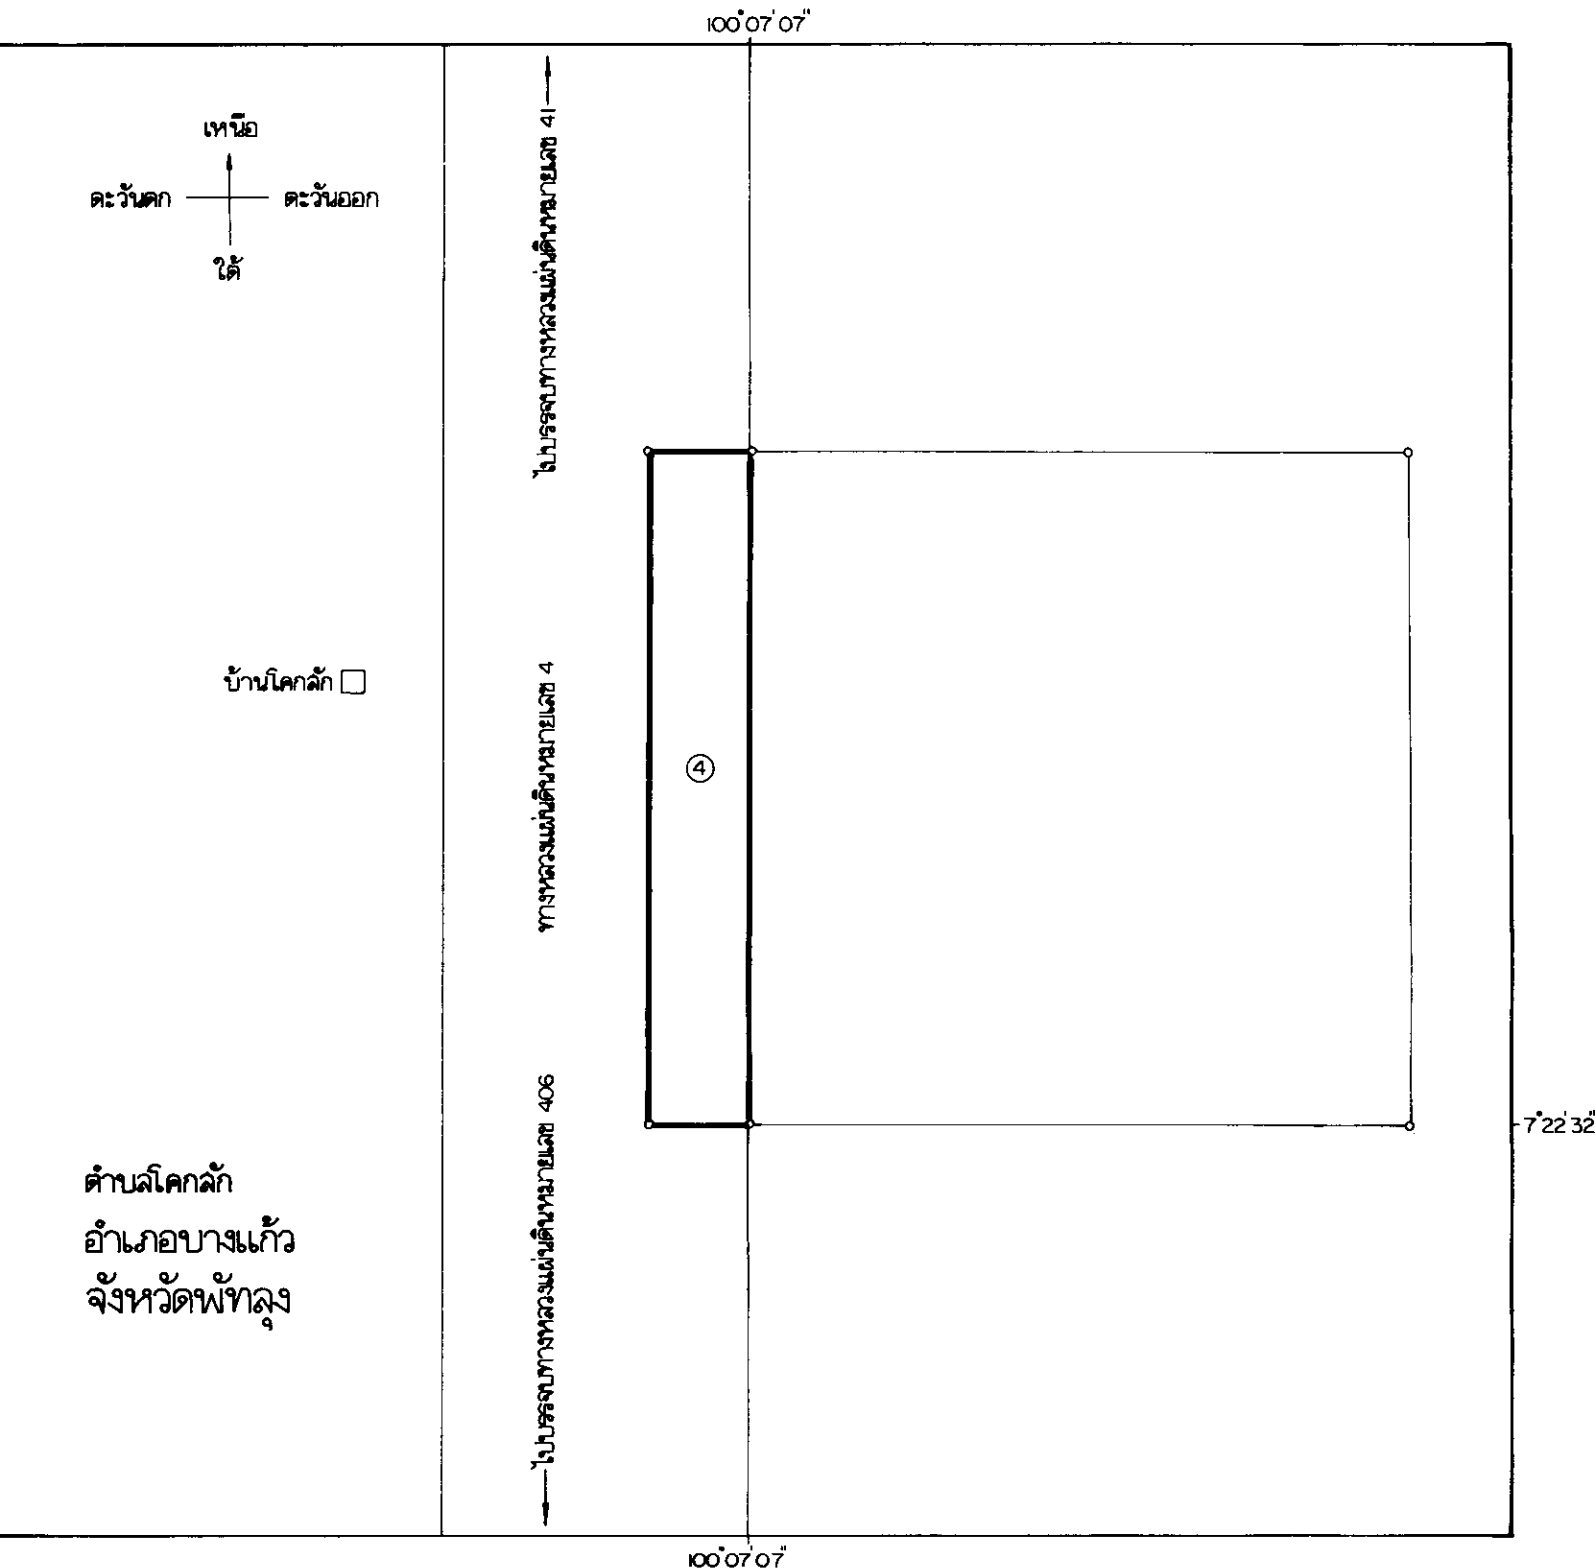 100°07'07"
เหนือ
ตะวันตก
ตะวันออก
ใต้
ไปบรรจบทางหลวงแผ่นดินหมายเลข 41
บ้านโคกลัก
ทางหลวงแผ่นดินหมายเลข 4
4
ไปบรรจบทางหลวงแผ่นดินหมายเลข 406
7°22'32"
ตำบลโคกลัก
อำเภอบางแก้ว
จังหวัดพัทลุง
100°07'07"